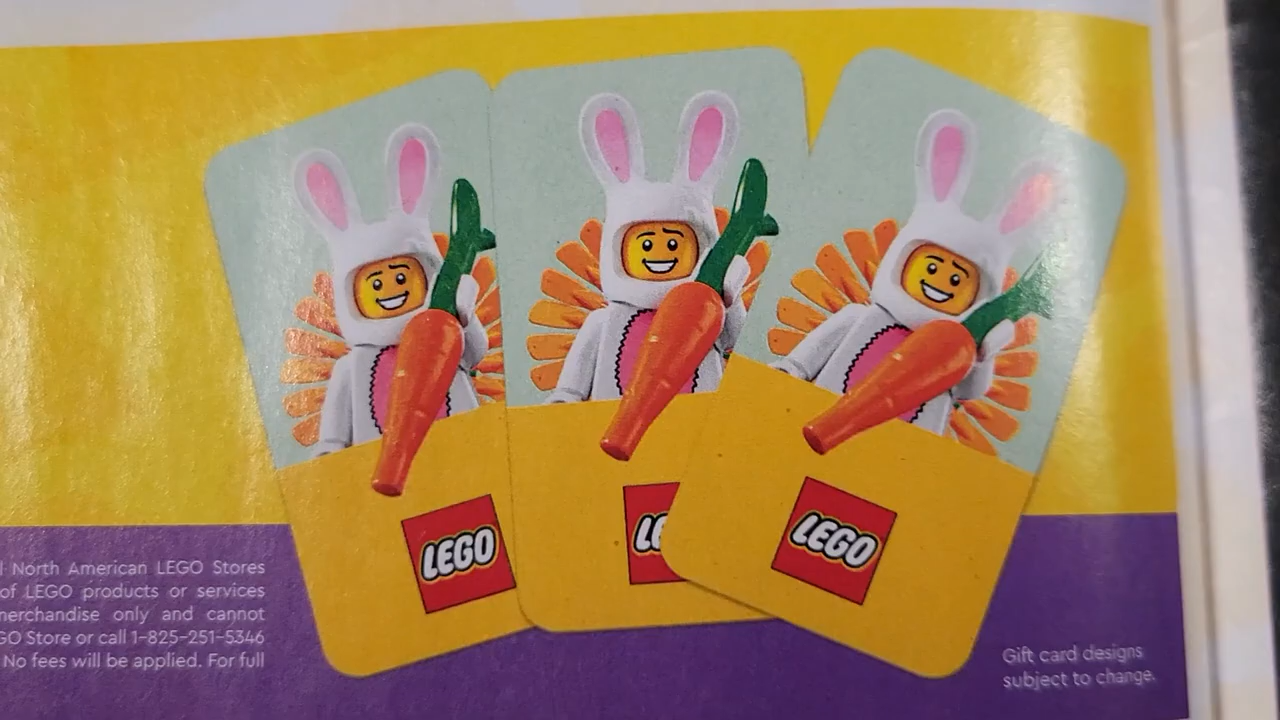 LEGO
LE
LEGO
North American LEGO Stores
of LEGO products or services
merchandise only and cannot
GO Store or call 1-825-251-5346
No fees will be applied. For full
Gift card designs
subject to change.